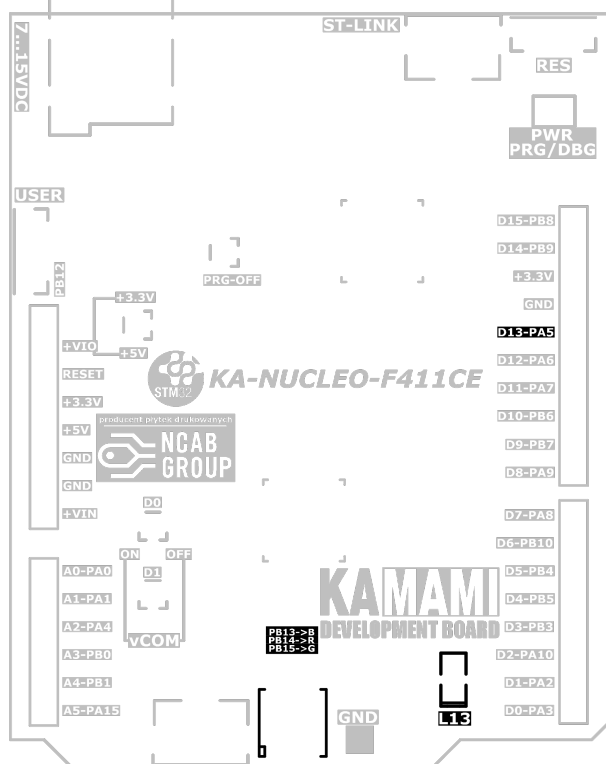 7...15VDC
ST-LINK
RES
PWR
PRG/DBG
USER
PB12
PRG-OFF
+3.3V
+5V
+VIO
RESET
+3.3V
+5V
GND
GND
+VIN
STM32
KA-NUCLEO-F411CE
producent płytek drukowanych
NCAB
GROUP
D15-PB8
D14-PB9
+3.3V
GND
D13-PA5
D12-PA6
D11-PA7
D10-PB6
D9-PB7
D8-PA9
D0
ON
OFF
D1
vCOM
A0-PA0
A1-PA1
A2-PA4
A3-PB0
A4-PB1
A5-PA15
D7-PA8
D6-PB10
D5-PB4
D4-PB5
D3-PB3
D2-PA10
D1-PA2
D0-PA3
KAMAMI
DEVELOPMENT BOARD
PB13->B
PB14->R
PB15->G
GND
L13